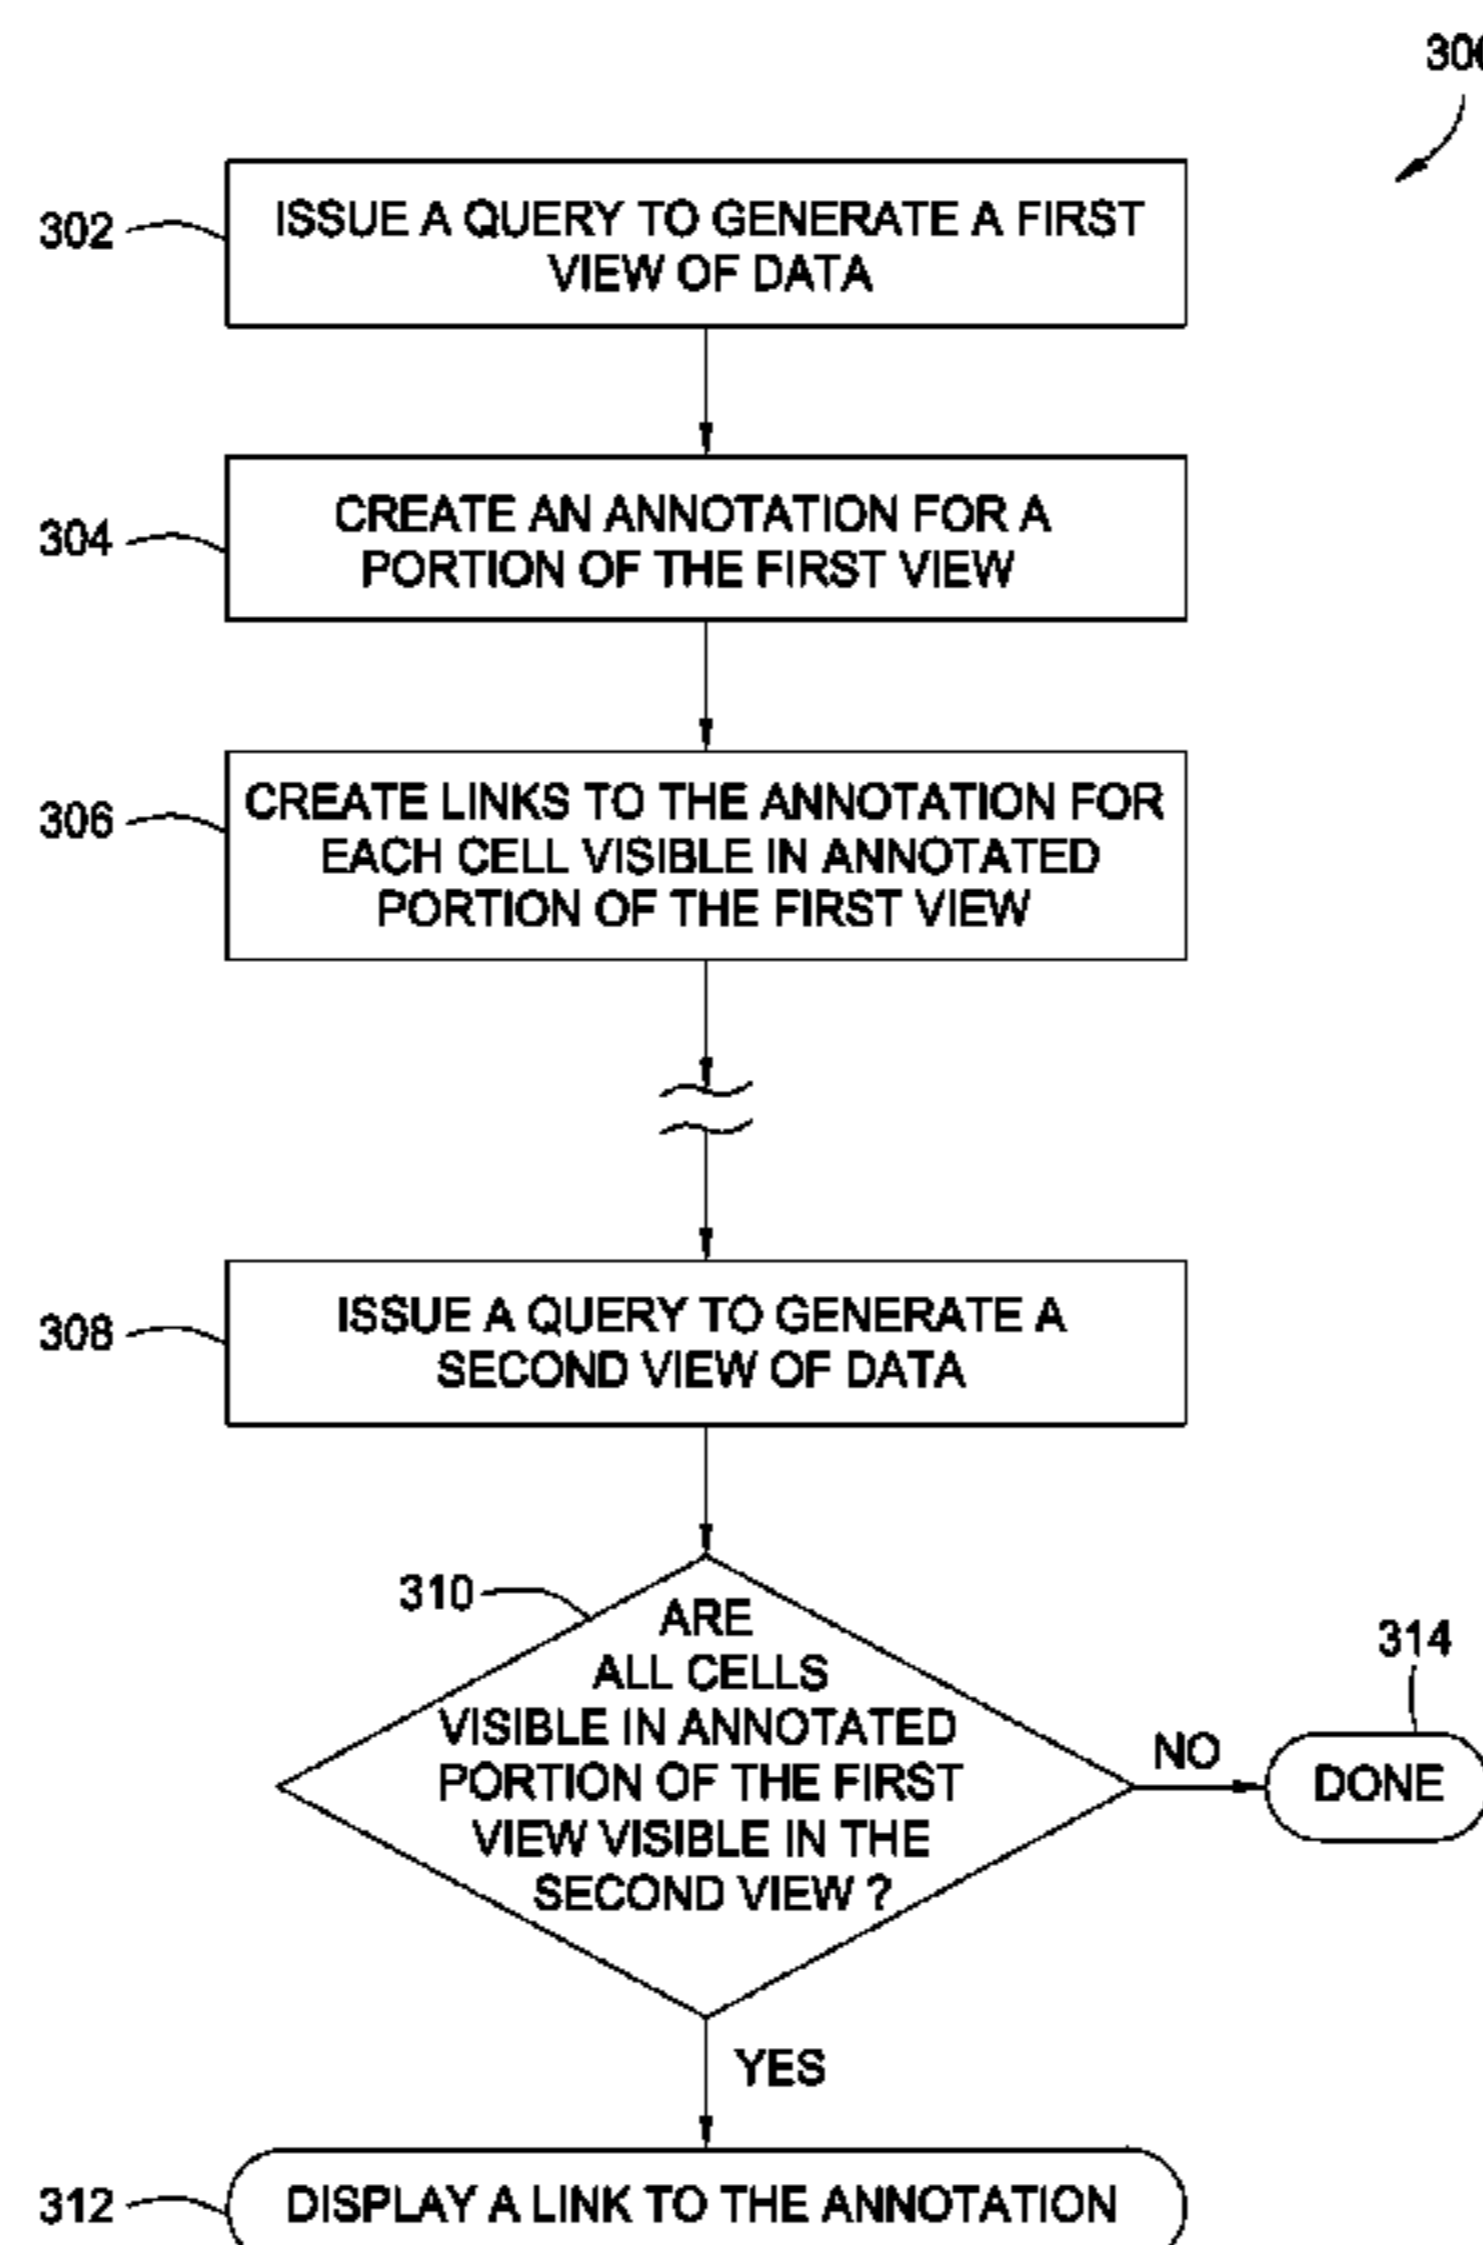 300
302
ISSUE A QUERY TO GENERATE A FIRST
VIEW OF DATA
304
CREATE AN ANNOTATION FOR A
PORTION OF THE FIRST VIEW
306
CREATE LINKS TO THE ANNOTATION FOR
EACH CELL VISIBLE IN ANNOTATED
PORTION OF THE FIRST VIEW
308
ISSUE A QUERY TO GENERATE A
SECOND VIEW OF DATA
310
ARE
ALL CELLS
VISIBLE IN ANNOTATED
PORTION OF THE FIRST
VIEW VISIBLE IN THE
SECOND VIEW ?
NO
314
DONE
YES
312
DISPLAY A LINK TO THE ANNOTATION